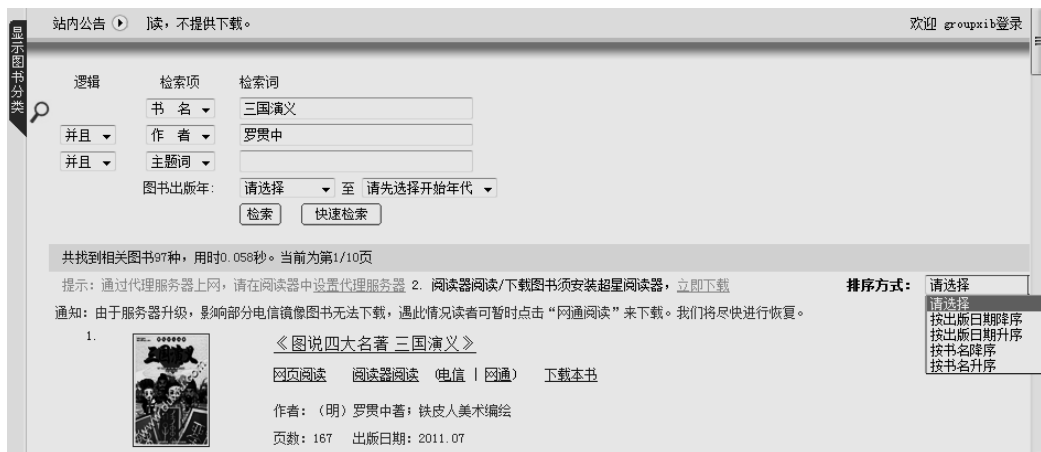 显示图书分类
站内公告 读，不提供下载。 欢迎 groupxib登录
逻辑 检索项 检索词
书 名 三国演义
并且 作 者 罗贯中
并且 主题词
图书出版年： 请选择 至 请先选择开始年代
检索 快速检索
共找到相关图书97种，用时0.058秒。当前为第1/10页
提示：通过代理服务器上网，请在阅读器中设置代理服务器 2. 阅读器阅读/下载图书须安装超星阅读器，立即下载 排序方式： 请选择
请选择
按出版日期降序
按出版日期升序
按书名降序
按书名升序
通知：由于服务器升级，影响部分电信镜像图书无法下载，遇此情况读者可暂时点击“网通阅读”来下载。我们将尽快进行恢复。
1. 《图说四大名著 三国演义》
网页阅读 阅读器阅读 （电信 | 网通） 下载本书
作者：（明）罗贯中著；铁皮人美术编绘
页数：167 出版日期：2011.07